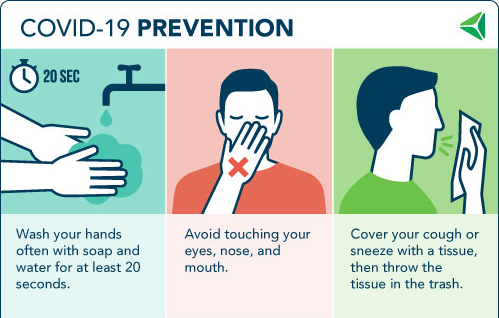 COVID-19 PREVENTION
20 SEC
Wash your hands
often with soap and
water for at least 20
seconds.
Avoid touching your
eyes, nose, and
mouth.
Cover your cough or
sneeze with a tissue,
then throw the
tissue in the trash.